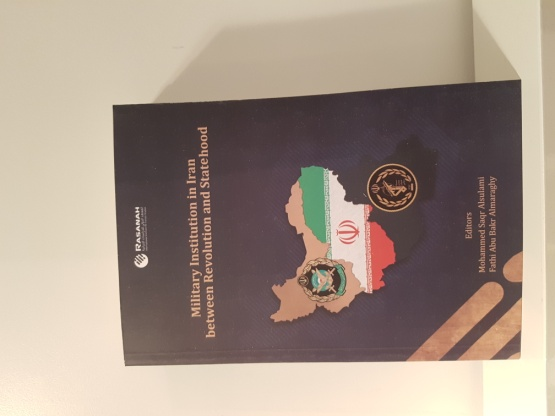 RASANAH
Military Institution in Iran
between Revolution and Statehood
Editors
Mohammed Saqr Alsulami
Fathi Abu Bakr Almaraghy